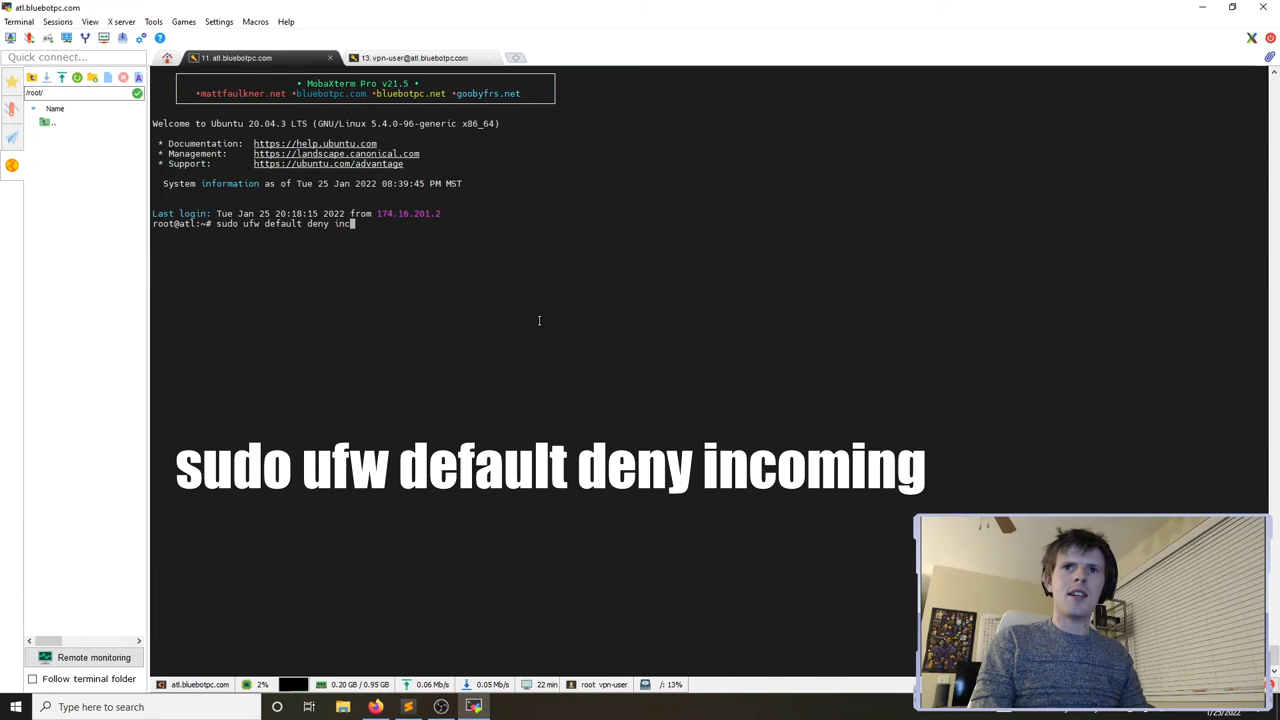 atl.bluebotpc.com
Terminal Sessions View X server Tools Games Settings Macros Help
Quick connect...
11. atl.bluebotpc.com
13. vpn-user@atl.bluebotpc.com
/root/
Name
..
• MobaXterm Pro v21.5 •
•mattfaulkner.net •bluebotpc.com •bluebotpc.net •goobyfrs.net
Welcome to Ubuntu 20.04.3 LTS (GNU/Linux 5.4.0-96-generic x86_64)
* Documentation: https://help.ubuntu.com
* Management: https://landscape.canonical.com
* Support: https://ubuntu.com/advantage
System information as of Tue 25 Jan 2022 08:39:45 PM MST
Last login: Tue Jan 25 20:18:15 2022 from 174.16.201.2
root@atl:~# sudo ufw default deny inc
sudo ufw default deny incoming
Remote monitoring
Follow terminal folder
atl.bluebotpc.com 2% 0.20 GB / 0.95 GB 0.06 Mb/s 0.05 Mb/s 22 min root vpn-user /: 13%
Type here to search
1/25/2022